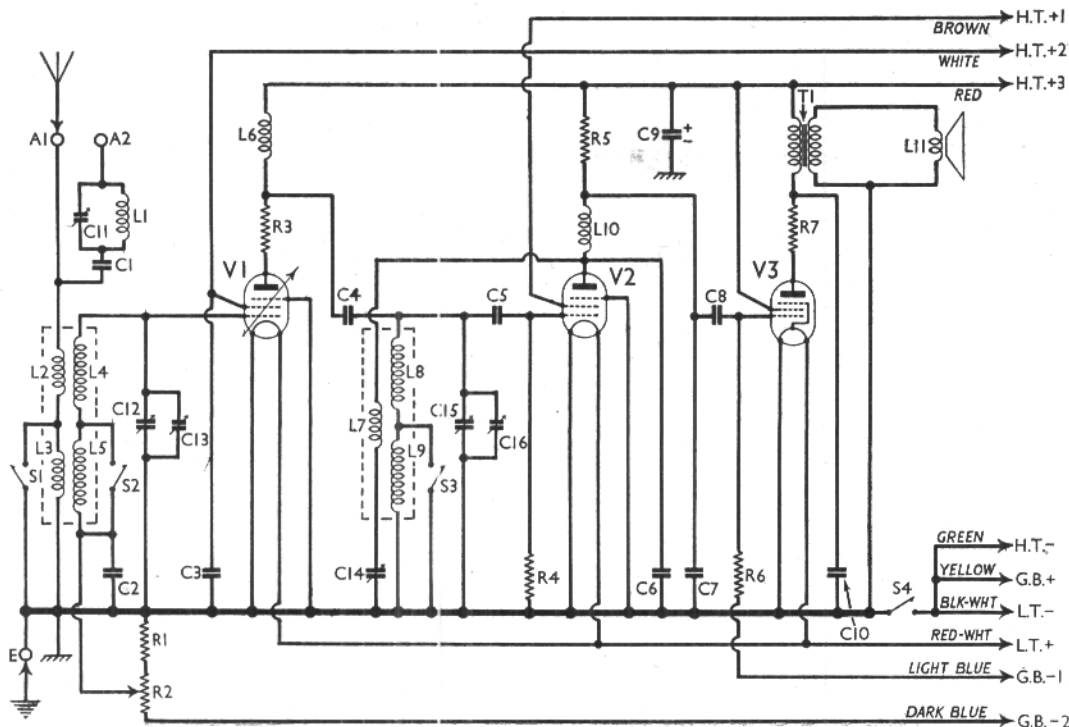 H.T.+1
BROWN
H.T.+2
WHITE
H.T.+3
RED
T1
L6
R5
C9
+
-
L11
A1
A2
C11
L1
C1
R3
L10
R7
V1
V2
V3
C4
C5
C8
L2
L4
L8
C12
C13
L7
C15
C16
L3
L5
L9
S1
S2
S3
C2
C3
C14
R4
C6
C7
R6
GREEN
H.T.-
YELLOW
G.B.+
S4
BLK-WHT
L.T.-
C10
R1
E
RED-WHT
L.T.+
R2
LIGHT BLUE
G.B.-1
DARK BLUE
G.B.-2